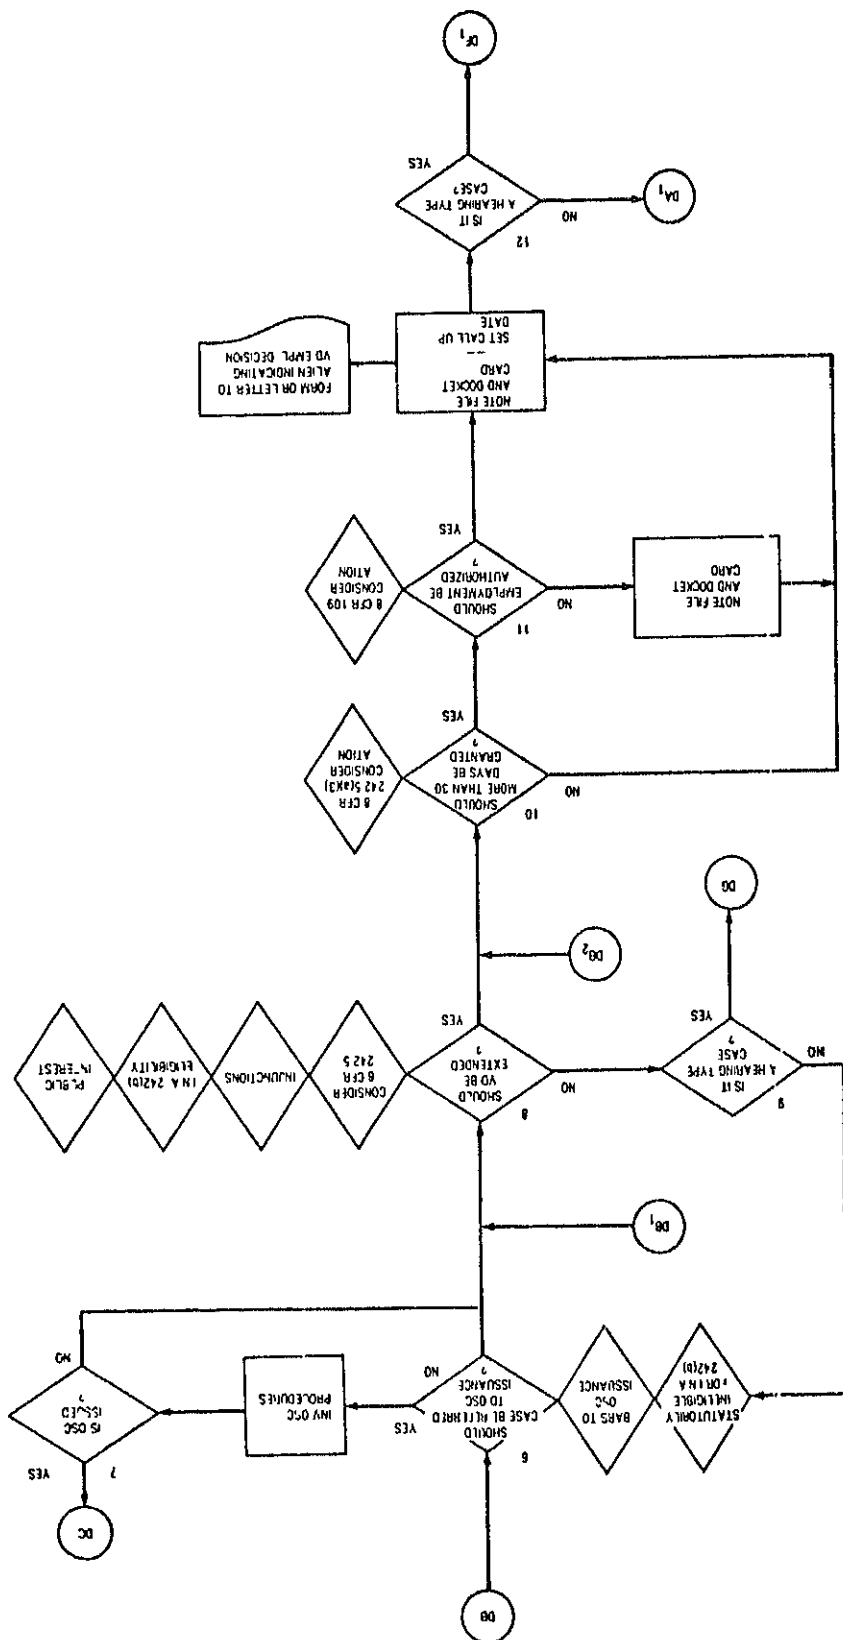 DB
DC
YES
7
IS OSC
ISSUED
?
NO
INV OSC
PROCEDURES
YES
6
SHOULD
CASE BE REFERRED
TO OSC
ISSUANCE
?
NO
BARS TO
OSC
ISSUANCE
STATUTORILY
INELIGIBLE
FOR IN A
242(b)
DB1
8
SHOULD
VD BE
EXTENDED
?
YES
NO
CONSIDER
8 CFR
242 5
INJUNCTIONS
IN A 242(b)
ELIGIBILITY
PUBLIC
INTEREST
9
IS IT
A HEARING TYPE
CASE
?
NO
YES
DG
DB2
10
SHOULD
MORE THAN 30
DAYS BE
GRANTED
?
NO
YES
8 CFR
242 5(a)(3)
CONSIDER
ATION
11
SHOULD
EMPLOYMENT BE
AUTHORIZED
?
NO
YES
8 CFR 109
CONSIDER
ATION
NOTE FILE
AND DOCKET
CARD
NOTE FILE
AND DOCKET
CARD
--
SET CALL UP
DATE
FORM OR LETTER TO
ALIEN INDICATING
VD EMPL. DECISION
12
IS IT
A HEARING TYPE
CASE?
NO
YES
DA1
DF1